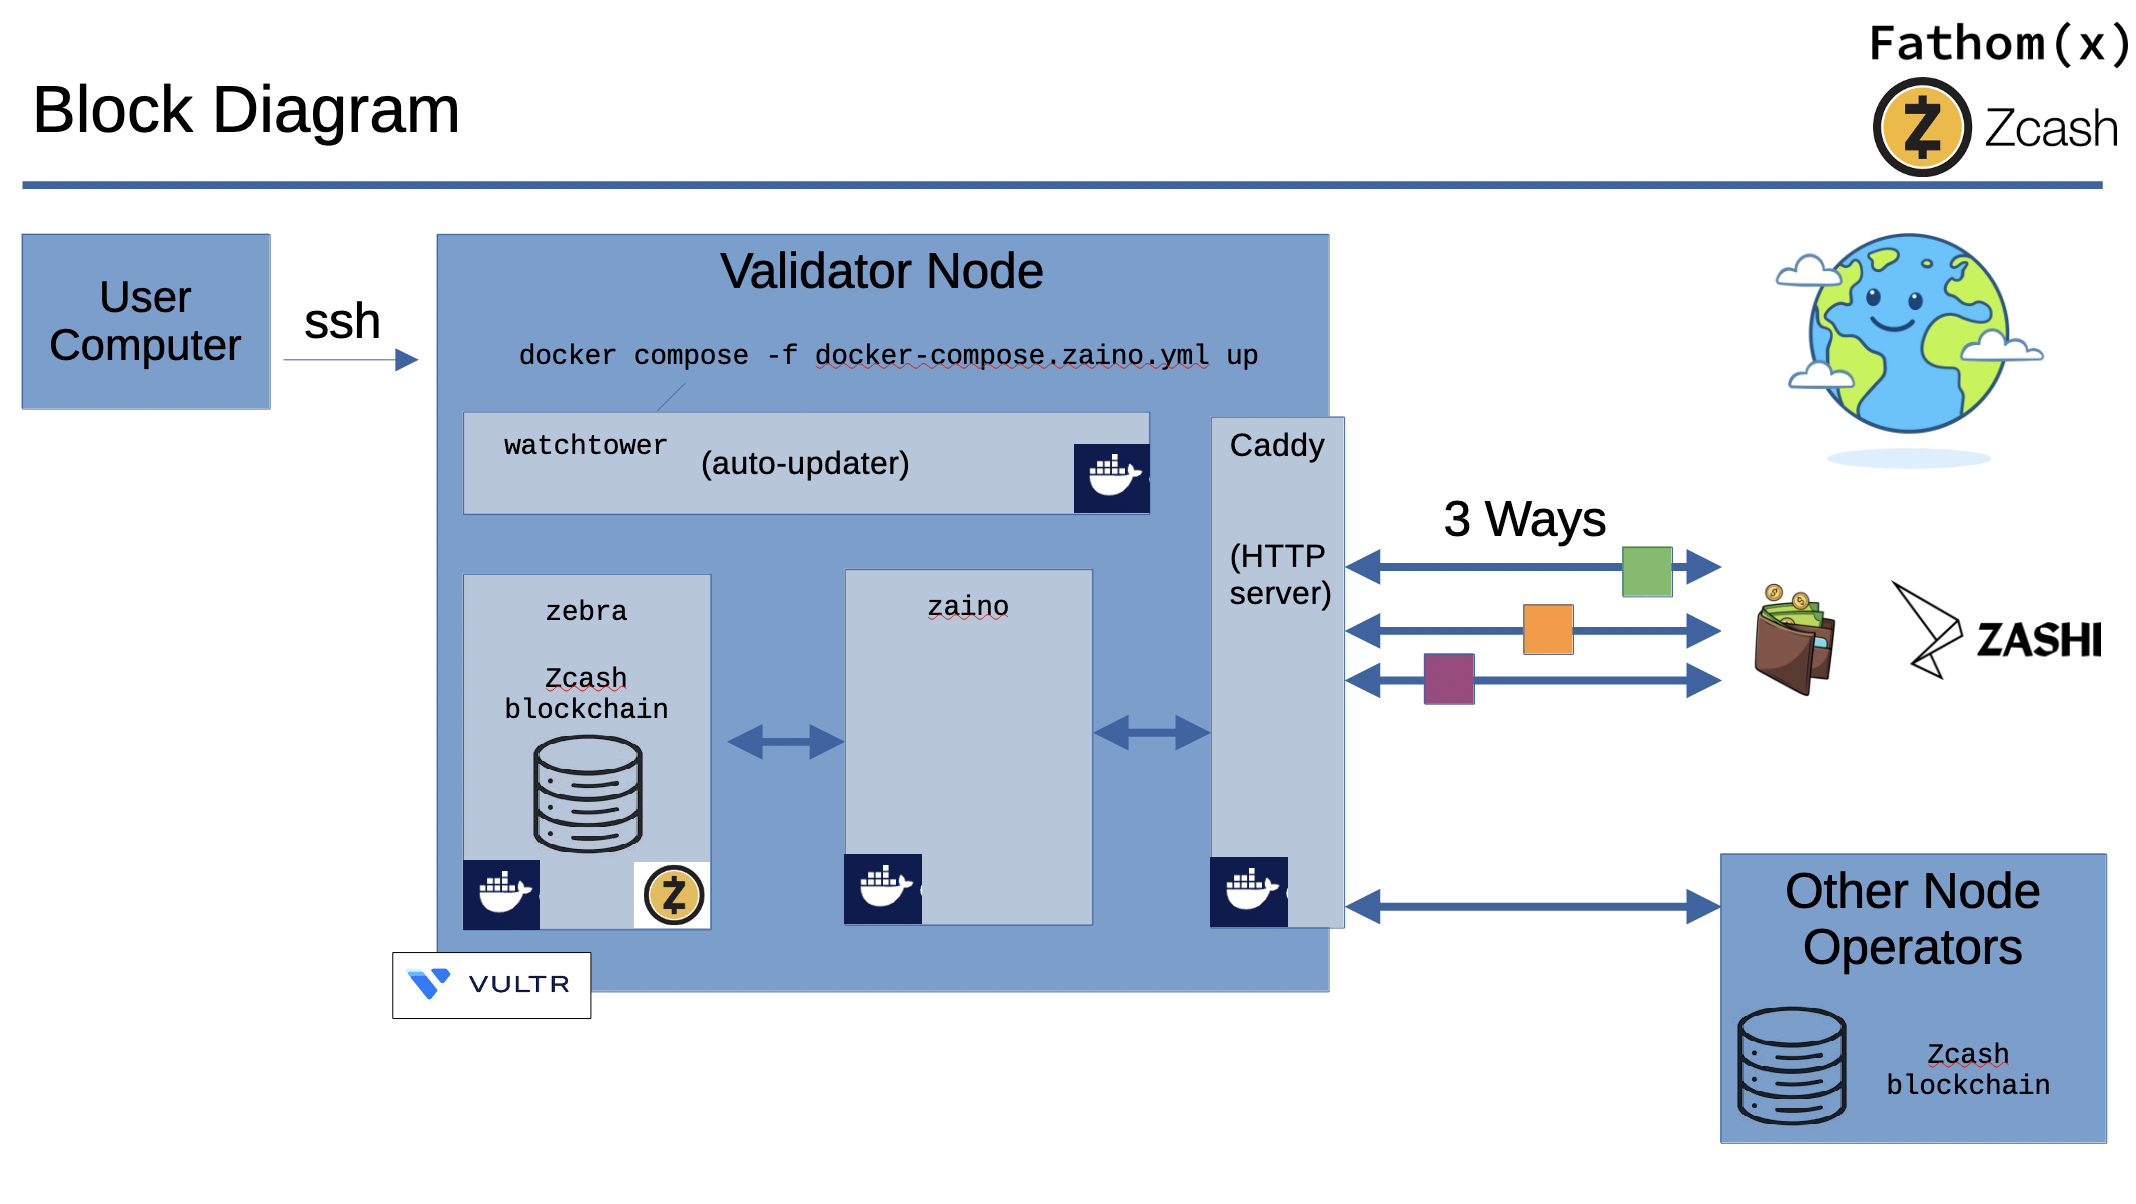 Fathom(x)
Zcash
Block Diagram
User
Computer
ssh
Validator Node
docker compose -f docker-compose.zaino.yml up
watchtower
(auto-updater)
Caddy
(HTTP
server)
zebra
Zcash
blockchain
zaino
3 Ways
ZASHI
VULTR
Other Node
Operators
Zcash
blockchain